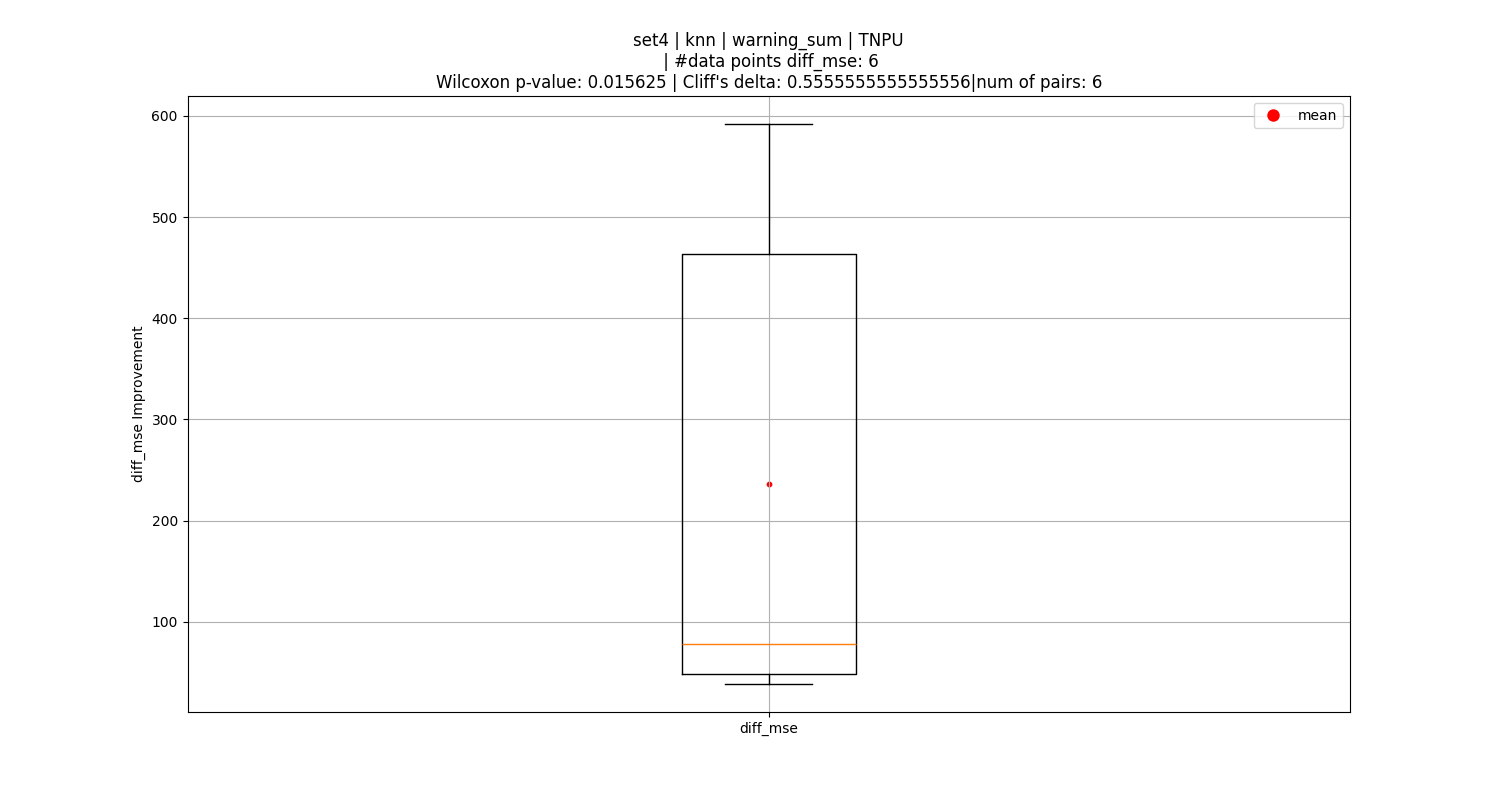 set4 | knn | warning_sum | TNPU
| #data points diff_mse: 6
Wilcoxon p-value: 0.015625 | Cliff's delta: 0.5555555555555556|num of pairs: 6
mean
600
500
400
300
200
100
diff_mse Improvement
diff_mse